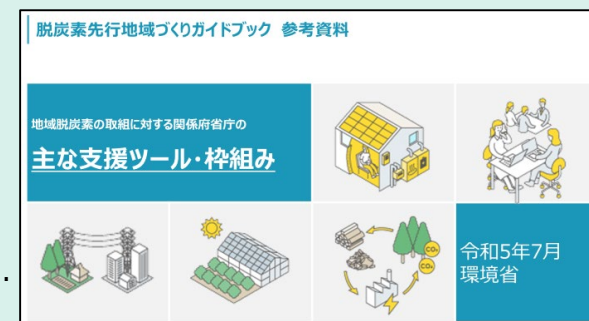 脱炭素先行地域づくりガイドブック 参考資料
地域脱炭素の取組に対する関係府省庁の
主な支援ツール・枠組み
CO₂
CO₂
令和5年7月
環境省
.